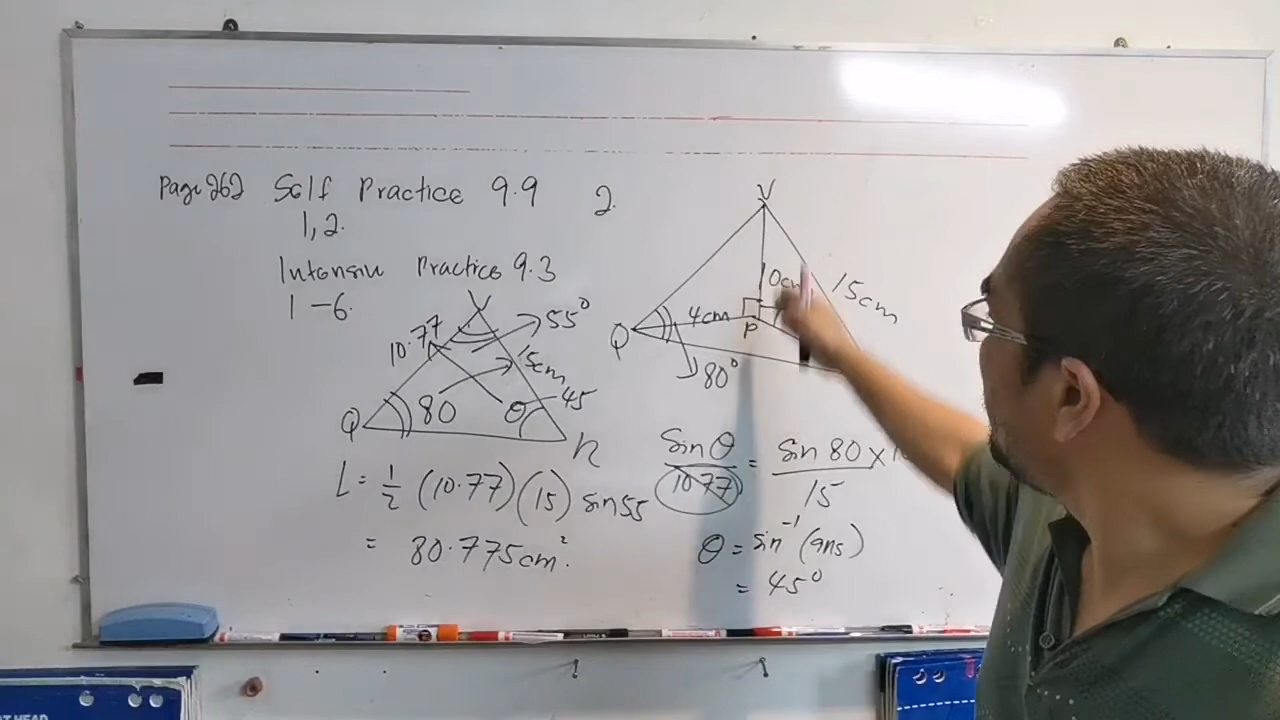 Page 262 Self Practice 9.9
1, 2.
Intensiv Practice 9.3
1 - 6.
V
10.77
55°
15cm
Q
80
θ
45
R
L = 1/2 (10.77)(15) sin 55
= 80.775cm².
2.
V
10cm
15cm
Q
4cm
P
80°
sin θ / 10.77 = sin 80 × / 15
θ = sin⁻¹ (ans)
= 45°
HEAD